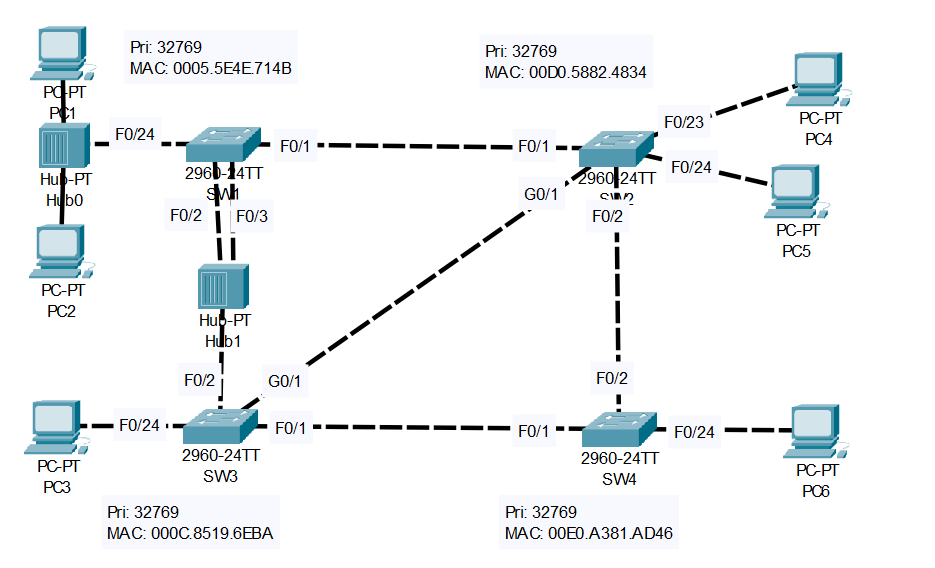 Pri: 32769
MAC: 0005.5E4E.714B
Pri: 32769
MAC: 00D0.5882.4834
PC-PT
PC1
F0/24
F0/1
F0/1
F0/23
PC-PT
PC4
Hub-PT
Hub0
2960-24TT
SW1
2960-24TT
SW2
F0/24
G0/1
F0/2
F0/3
F0/2
PC-PT
PC5
PC-PT
PC2
Hub-PT
Hub1
F0/2
G0/1
F0/2
F0/24
F0/1
F0/1
F0/24
PC-PT
PC3
2960-24TT
SW3
2960-24TT
SW4
PC-PT
PC6
Pri: 32769
MAC: 000C.8519.6EBA
Pri: 32769
MAC: 00E0.A381.AD46